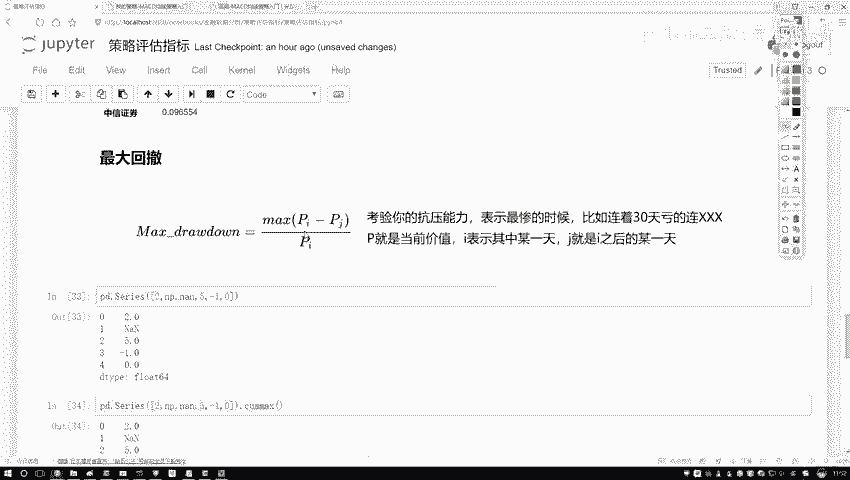 jupyter 策略评估指标 Last Checkpoint: an hour ago (unsaved changes)
Logout
File Edit View Insert Cell Kernel Widgets Help
Trusted
Code
中信证券 0.096554
最大回撤
Max_drawdown = max(P_i − P_j) / P_i
考验你的抗压能力，表示最惨的时候，比如连着30天亏的连XXX
P就是当前价值，i表示其中某一天，j就是i之后的某一天
In [33]: pd.Series([2,np.nan,5,-1,0])
Out[33]: 0 2.0
1 NaN
2 5.0
3 -1.0
4 0.0
dtype: float64
In [34]: pd.Series([2,np.nan,5,-1,0]).cummax()
Out[34]: 0 2.0
1 NaN
2 5.0